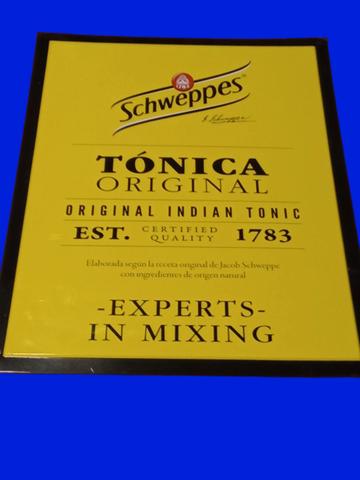 Schweppes
J. Schweppe
TÓNICA
ORIGINAL
ORIGINAL INDIAN TONIC
EST. CERTIFIED QUALITY 1783
Elaborada según la receta original de Jacob Schweppe
con ingredientes de origen natural
-EXPERTS-
IN MIXING